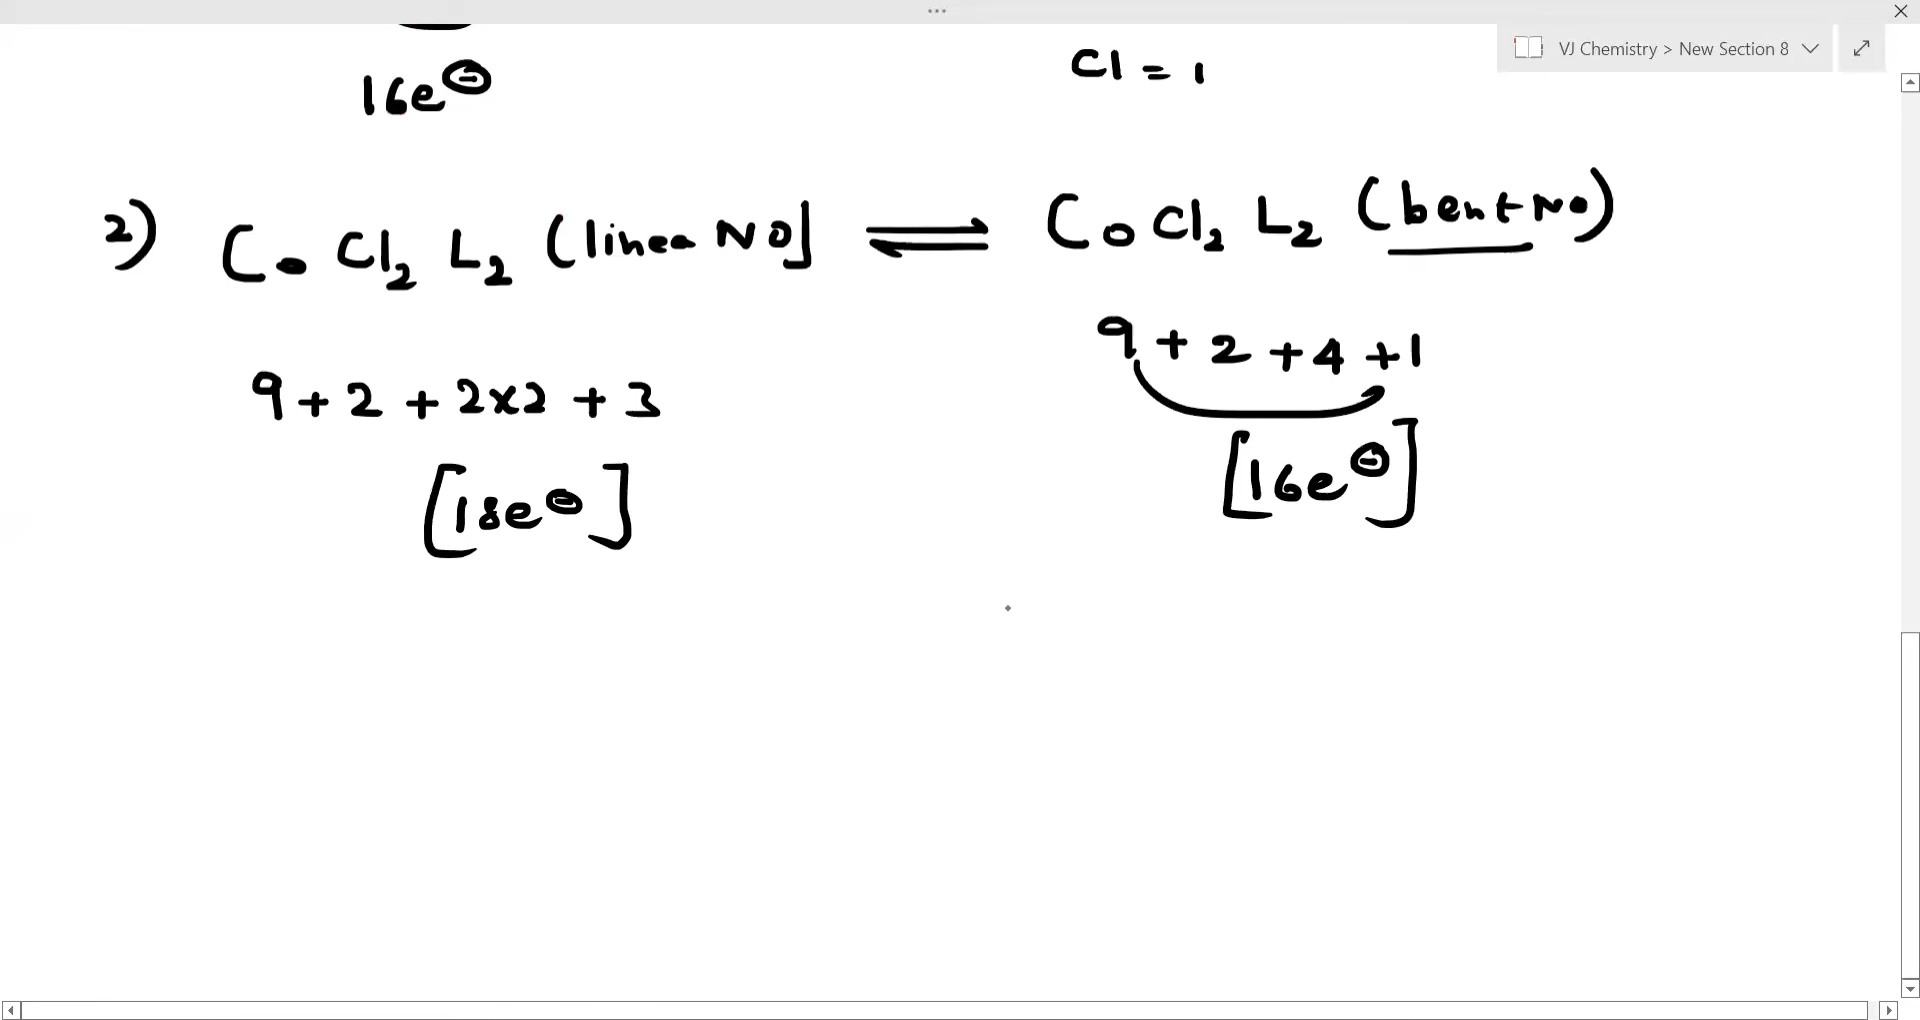 VJ Chemistry > New Section 8
16e⊖
Cl = 1
2) Co Cl₂ L₂ (linea NO] ⇌ Co Cl₂ L₂ (bent NO)
9 + 2 + 4 + 1
9 + 2 + 2x2 + 3
[18e⊖]
[16e⊖]